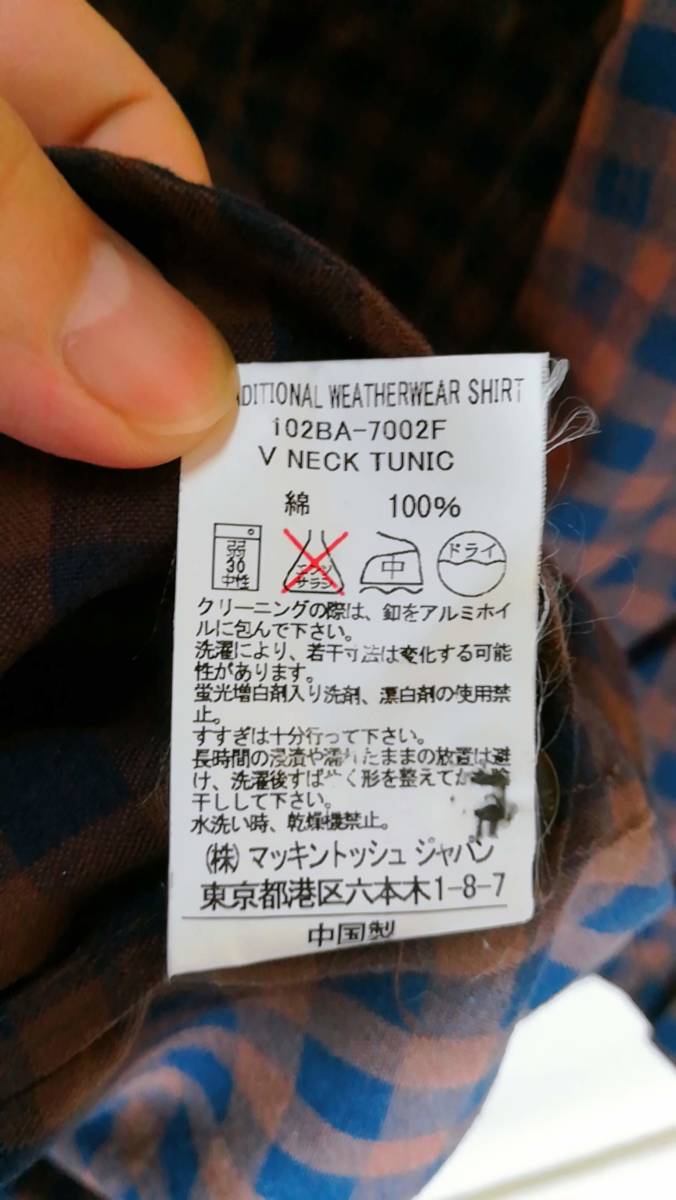 ADITIONAL WEATHERWEAR SHIRT
102BA-7002F
V NECK TUNIC
綿 100%
弱
30
中性
エンソ
サラシ
中
ドライ
クリーニングの際は、釦をアルミホイ
ルに包んで下さい。
洗濯により、若干寸法は変化する可能
性があります。
蛍光増白剤入り洗剤、漂白剤の使用禁
止。
すすぎは十分行って下さい。
長時間の浸漬や濡れたままの放置は避
け、洗濯後すばやく形を整えてか
干しして下さい。
水洗い時、乾燥機禁止。
(株) マッキントッシュ ジャパン
東京都港区六本木1-8-7
中国製